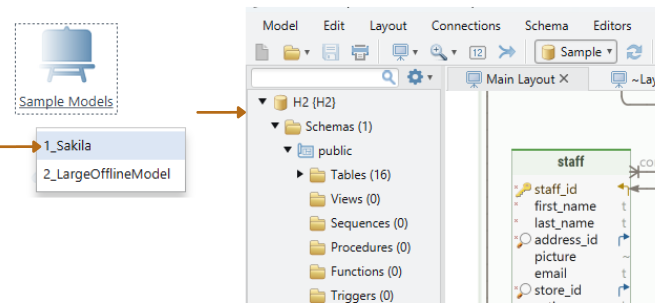 Sample Models
1_Sakila
2_LargeOfflineModel
Model Edit Layout Connections Schema Editors
12 Sample
Main Layout × ~Lay
H2 {H2}
Schemas (1)
public
Tables (16)
Views (0)
Sequences (0)
Procedures (0)
Functions (0)
Triggers (0)
staff
co
staff_id
first_name t
last_name t
address_id
picture ~
email t
store_id